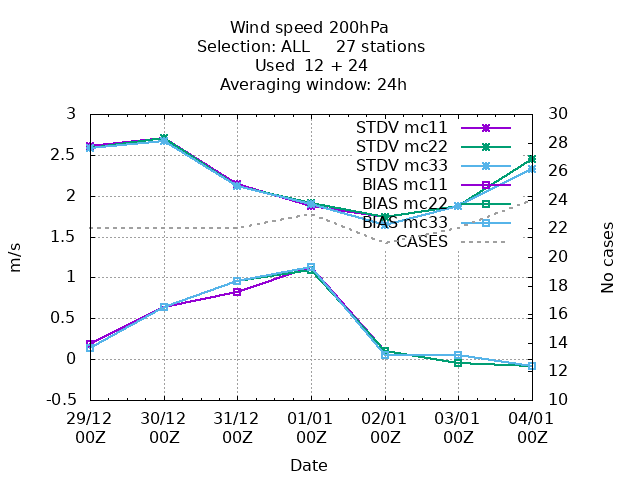 Wind speed 200hPa
Selection: ALL     27 stations
Used  12 + 24
Averaging window: 24h
3
2.5
2
1.5
1
0.5
0
-0.5
m/s
STDV mc11
STDV mc22
STDV mc33
BIAS mc11
BIAS mc22
BIAS mc33
CASES
30
28
26
24
22
20
18
16
14
12
10
No cases
29/12 30/12 31/12 01/01 02/01 03/01 04/01
00Z 00Z 00Z 00Z 00Z 00Z 00Z
Date